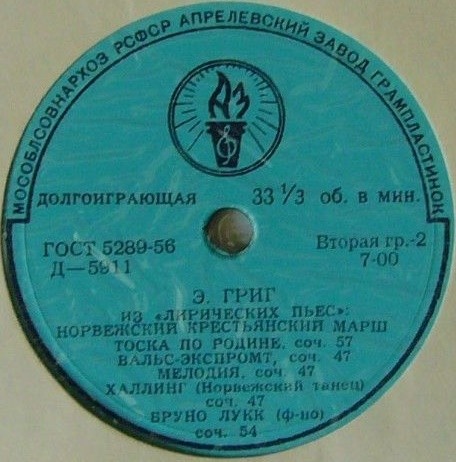 МОСОБЛСОВНАРХОЗ РСФСР АПРЕЛЕВСКИЙ ЗАВОД ГРАМПЛАСТИНОК
АЗ
ДОЛГОИГРАЮЩАЯ 33 1/3 об. в мин.
ГОСТ 5289-56 Вторая гр.-2
Д—5911 7-00
Э. ГРИГ
ИЗ «ЛИРИЧЕСКИХ ПЬЕС»:
НОРВЕЖСКИЙ КРЕСТЬЯНСКИЙ МАРШ
ТОСКА ПО РОДИНЕ, соч. 57
ВАЛЬС-ЭКСПРОМТ, соч. 47
МЕЛОДИЯ, соч. 47
ХАЛЛИНГ (Норвежский танец)
соч. 47
БРУНО ЛУКК (ф-но)
соч. 54